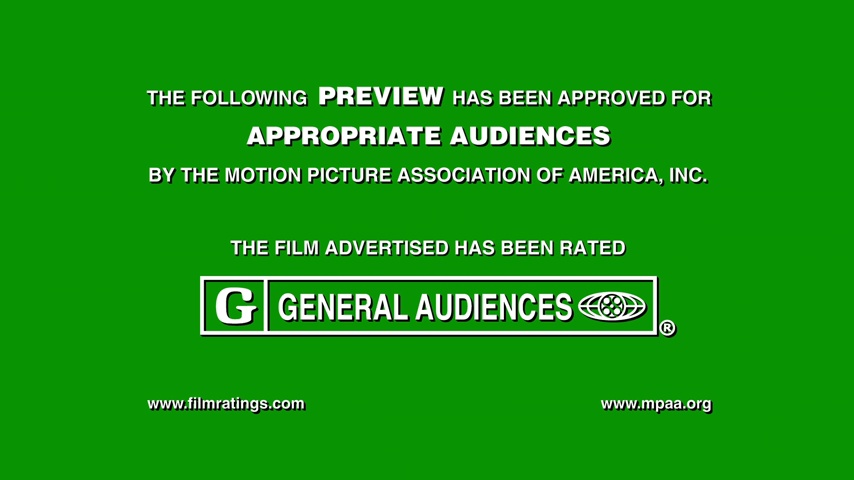 THE FOLLOWING PREVIEW HAS BEEN APPROVED FOR
APPROPRIATE AUDIENCES
BY THE MOTION PICTURE ASSOCIATION OF AMERICA, INC.
THE FILM ADVERTISED HAS BEEN RATED
G GENERAL AUDIENCES ®
www.filmratings.com www.mpaa.org